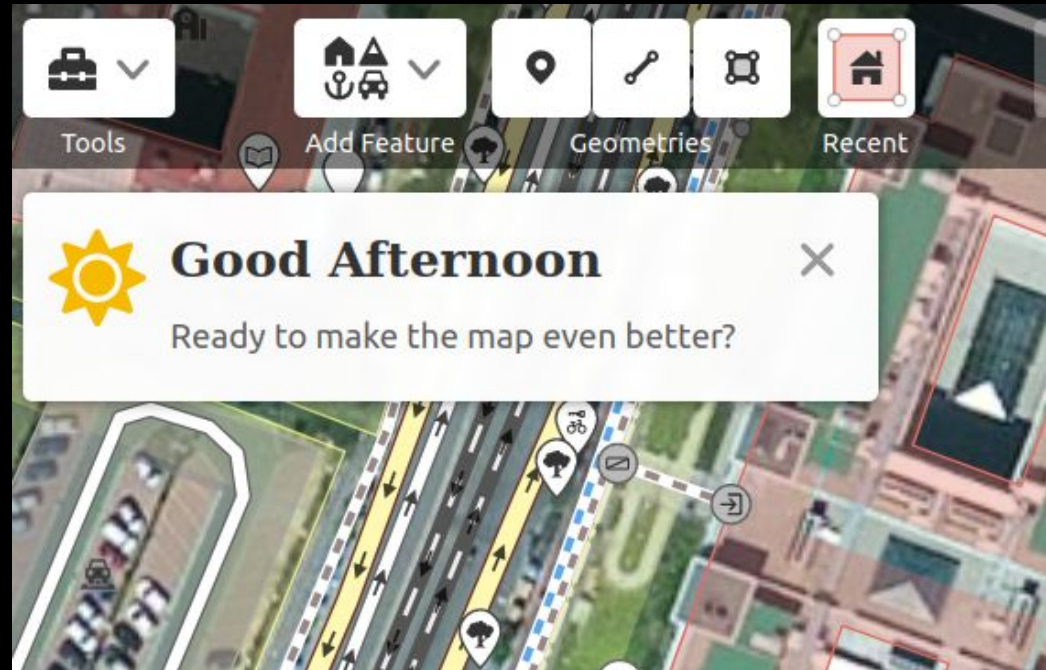 Tools
Add Feature
Geometries
Recent
Good Afternoon
Ready to make the map even better?